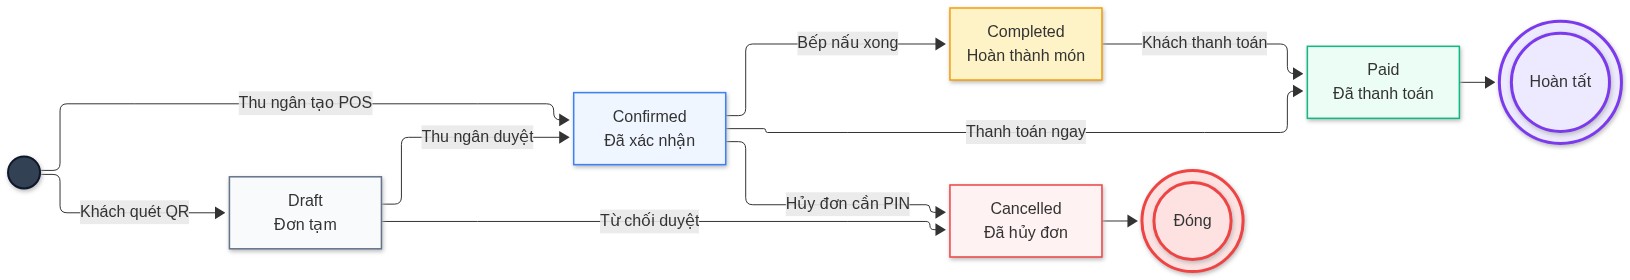 Thu ngân tạo POS
Khách quét QR
Draft
Đơn tạm
Thu ngân duyệt
Từ chối duyệt
Confirmed
Đã xác nhận
Bếp nấu xong
Thanh toán ngay
Hủy đơn cần PIN
Completed
Hoàn thành món
Khách thanh toán
Cancelled
Đã hủy đơn
Đóng
Paid
Đã thanh toán
Hoàn tất